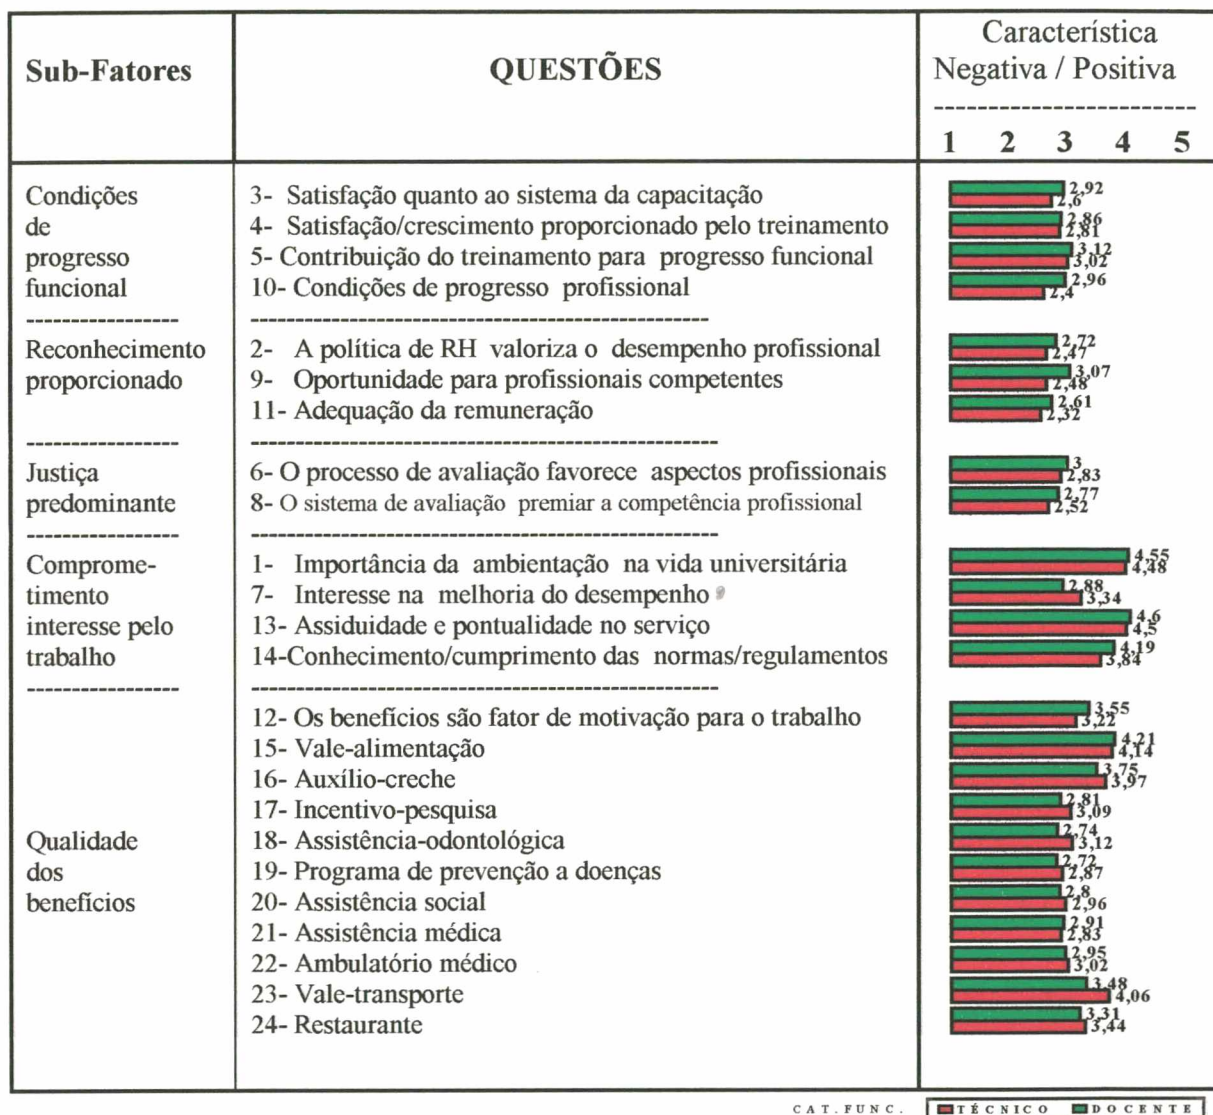 Sub-Fatores
QUESTÕES
Característica
Negativa / Positiva
--------------------------
1 2 3 4 5
Condições
de
progresso
funcional
3- Satisfação quanto ao sistema da capacitação
4- Satisfação/crescimento proporcionado pelo treinamento
5- Contribuição do treinamento para progresso funcional
10- Condições de progresso profissional
2,92
2,6
2,86
2,81
3,12
3,02
2,96
2,4
Reconhecimento
proporcionado
2- A política de RH valoriza o desempenho profissional
9- Oportunidade para profissionais competentes
11- Adequação da remuneração
2,72
2,47
3,07
2,48
2,61
2,32
Justiça
predominante
6- O processo de avaliação favorece aspectos profissionais
8- O sistema de avaliação premiar a competência profissional
3
2,83
2,77
2,52
Comprome-
timento
interesse pelo
trabalho
1- Importância da ambientação na vida universitária
7- Interesse na melhoria do desempenho
13- Assiduidade e pontualidade no serviço
14-Conhecimento/cumprimento das normas/regulamentos
4,55
4,48
2,88
3,34
4,6
4,5
4,19
3,84
Qualidade
dos
benefícios
12- Os benefícios são fator de motivação para o trabalho
15- Vale-alimentação
16- Auxílio-creche
17- Incentivo-pesquisa
18- Assistência-odontológica
19- Programa de prevenção a doenças
20- Assistência social
21- Assistência médica
22- Ambulatório médico
23- Vale-transporte
24- Restaurante
3,55
3,22
4,21
4,14
3,75
3,97
2,81
3,09
2,74
3,12
2,72
2,87
2,8
2,96
2,91
2,83
2,95
3,02
3,48
4,06
3,31
3,44
CAT.FUNC. TÉCNICO DOCENTE